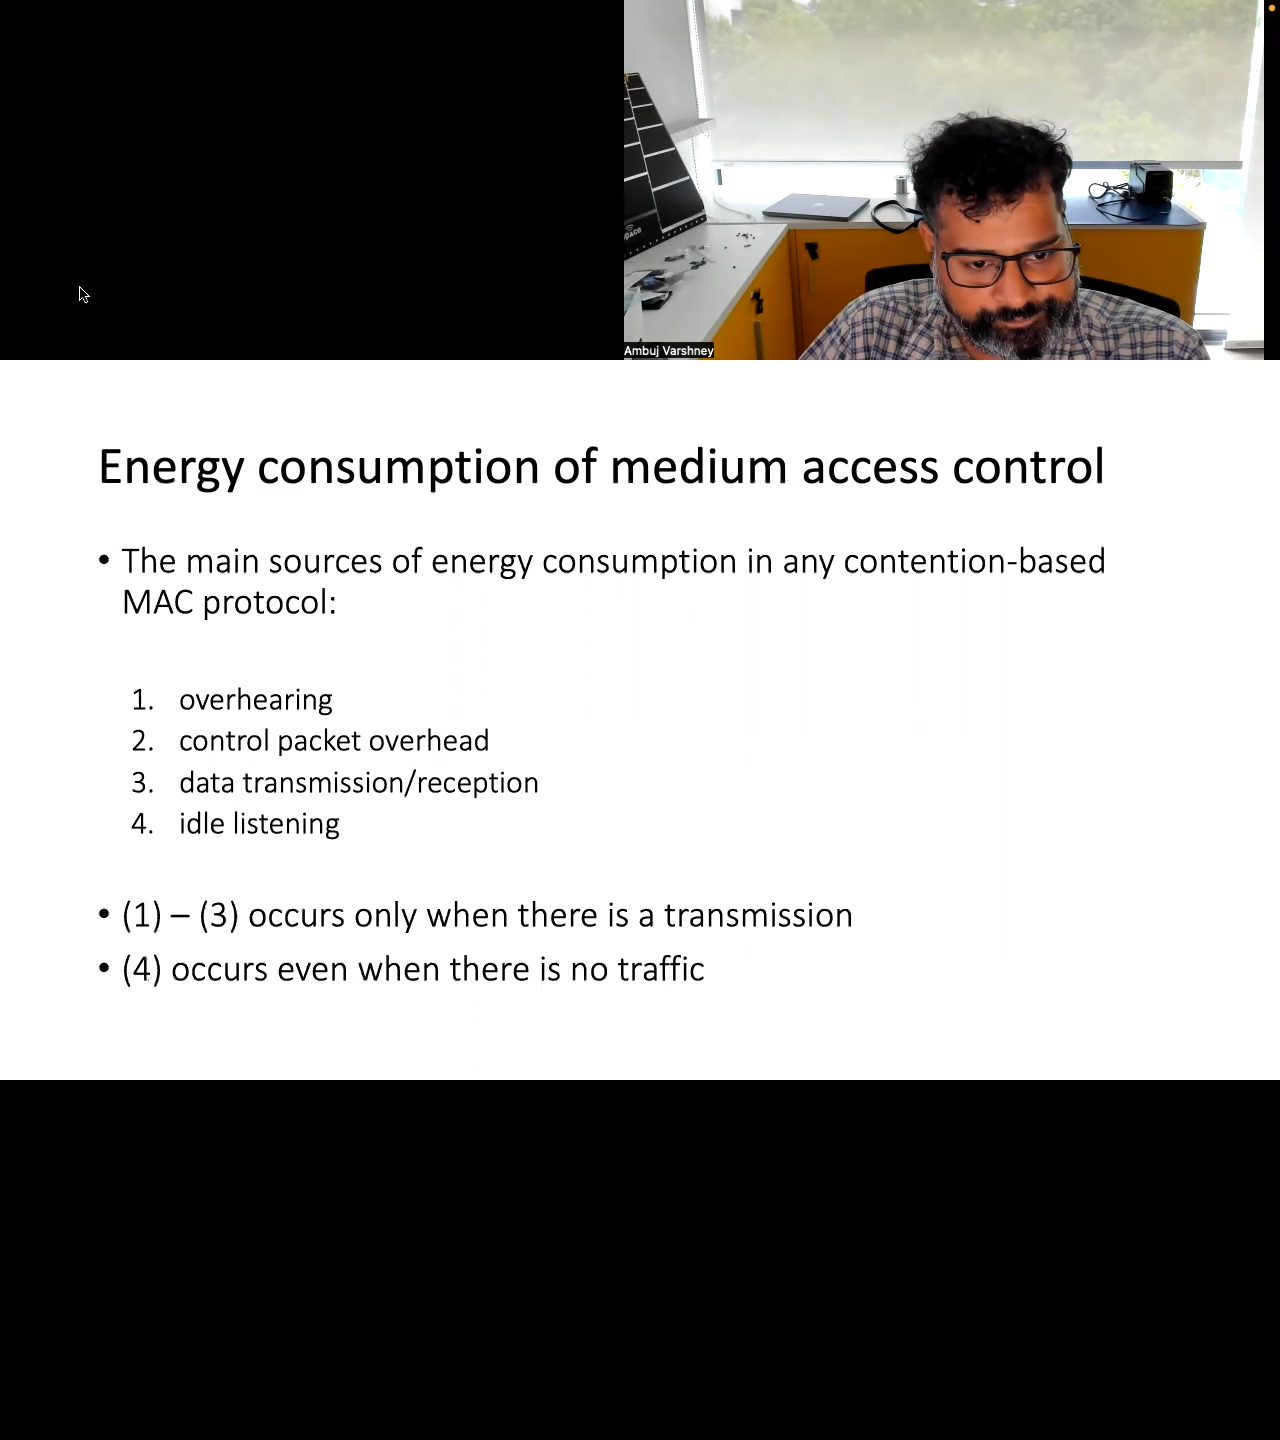 Ambuj Varshney
Energy consumption of medium access control
• The main sources of energy consumption in any contention-based
MAC protocol:
1. overhearing
2. control packet overhead
3. data transmission/reception
4. idle listening
• (1) – (3) occurs only when there is a transmission
• (4) occurs even when there is no traffic